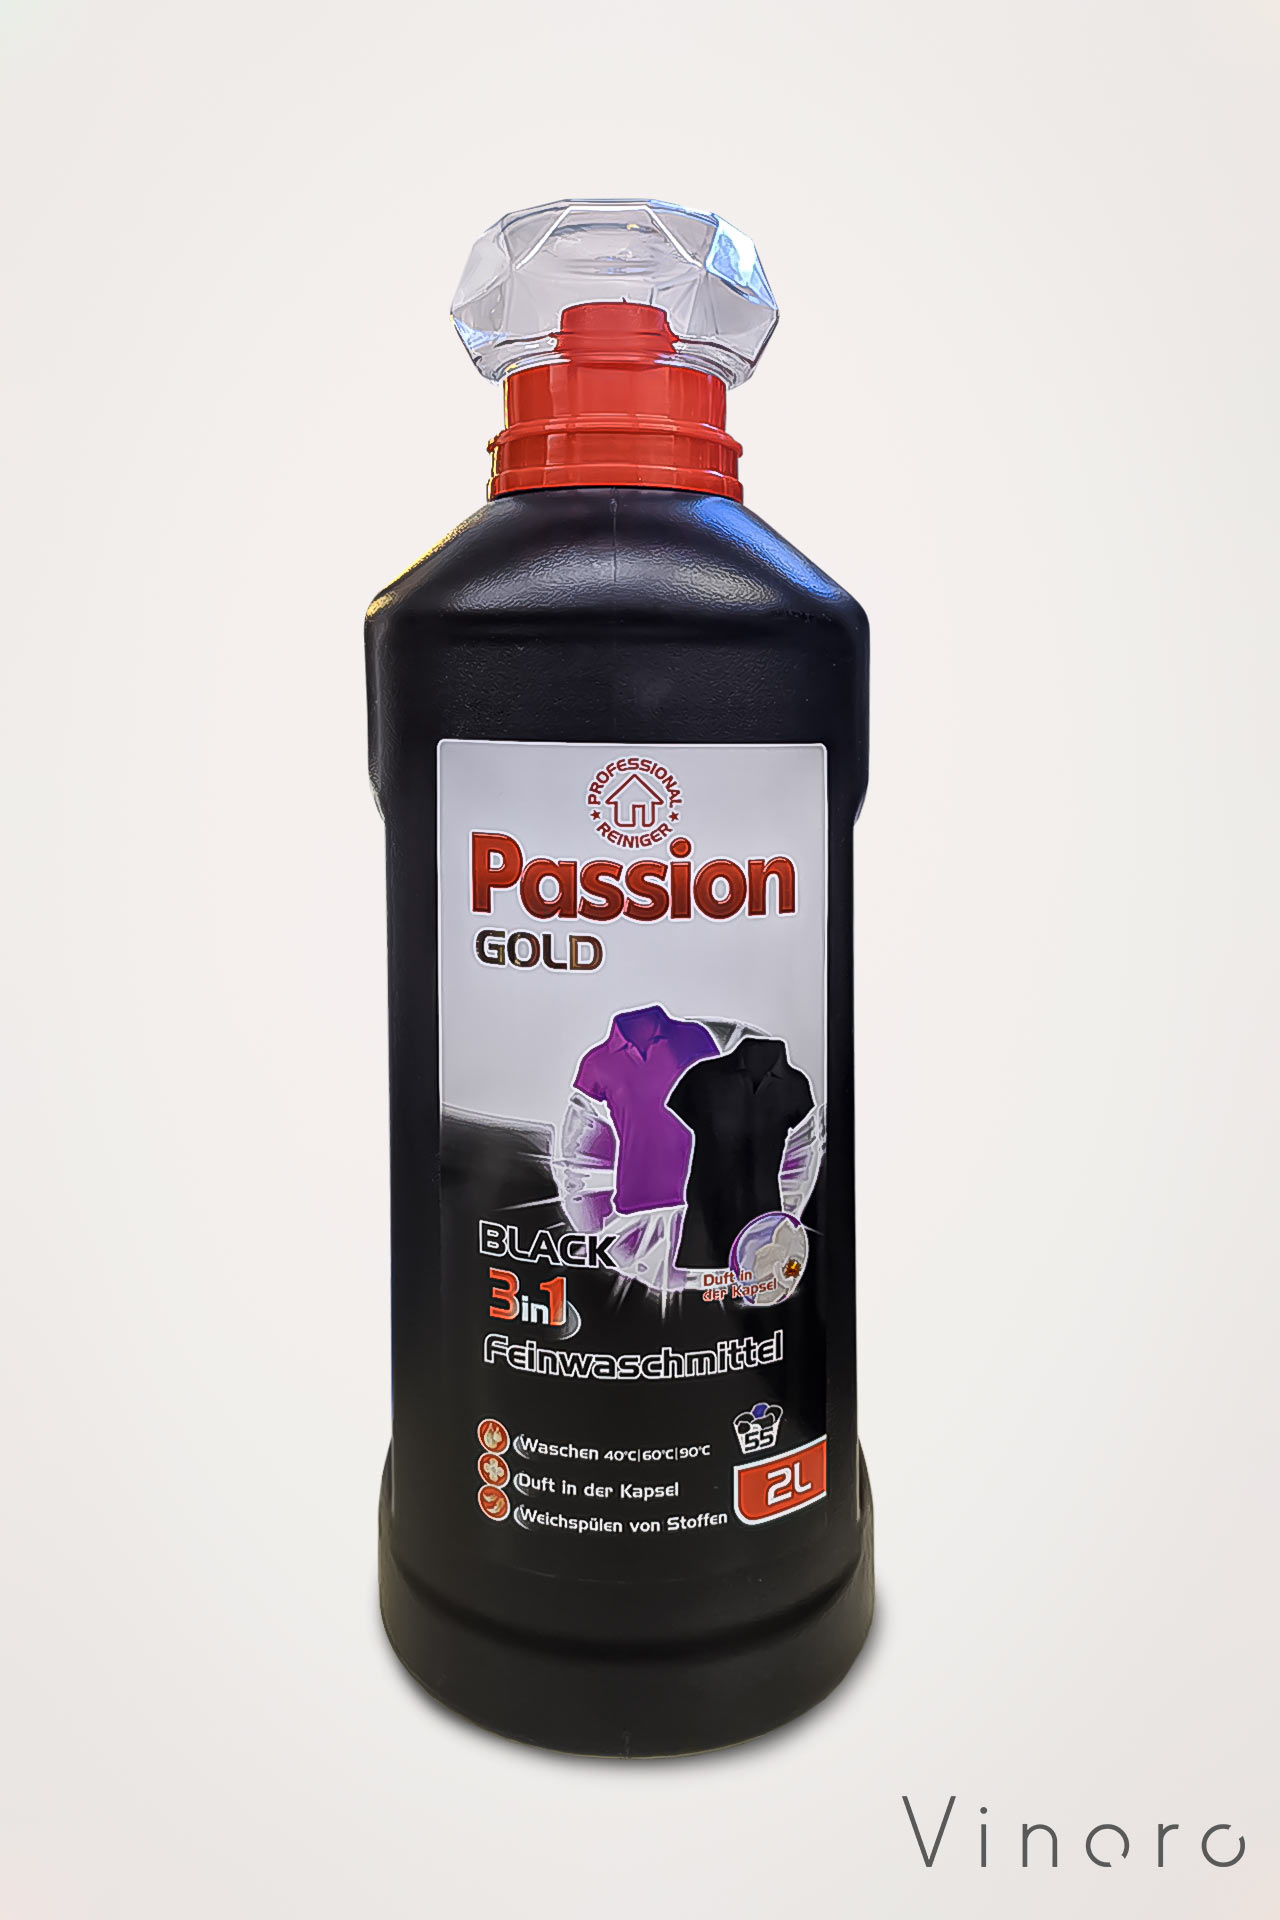 PROFESSIONAL
REINIGER
Passion
GOLD
BLACK
Duft in
der Kapsel
3in1
Feinwaschmittel
Waschen 40°C|60°C|90°C
55
Duft in der Kapsel
2L
Weichspülen von Stoffen
Vinoro